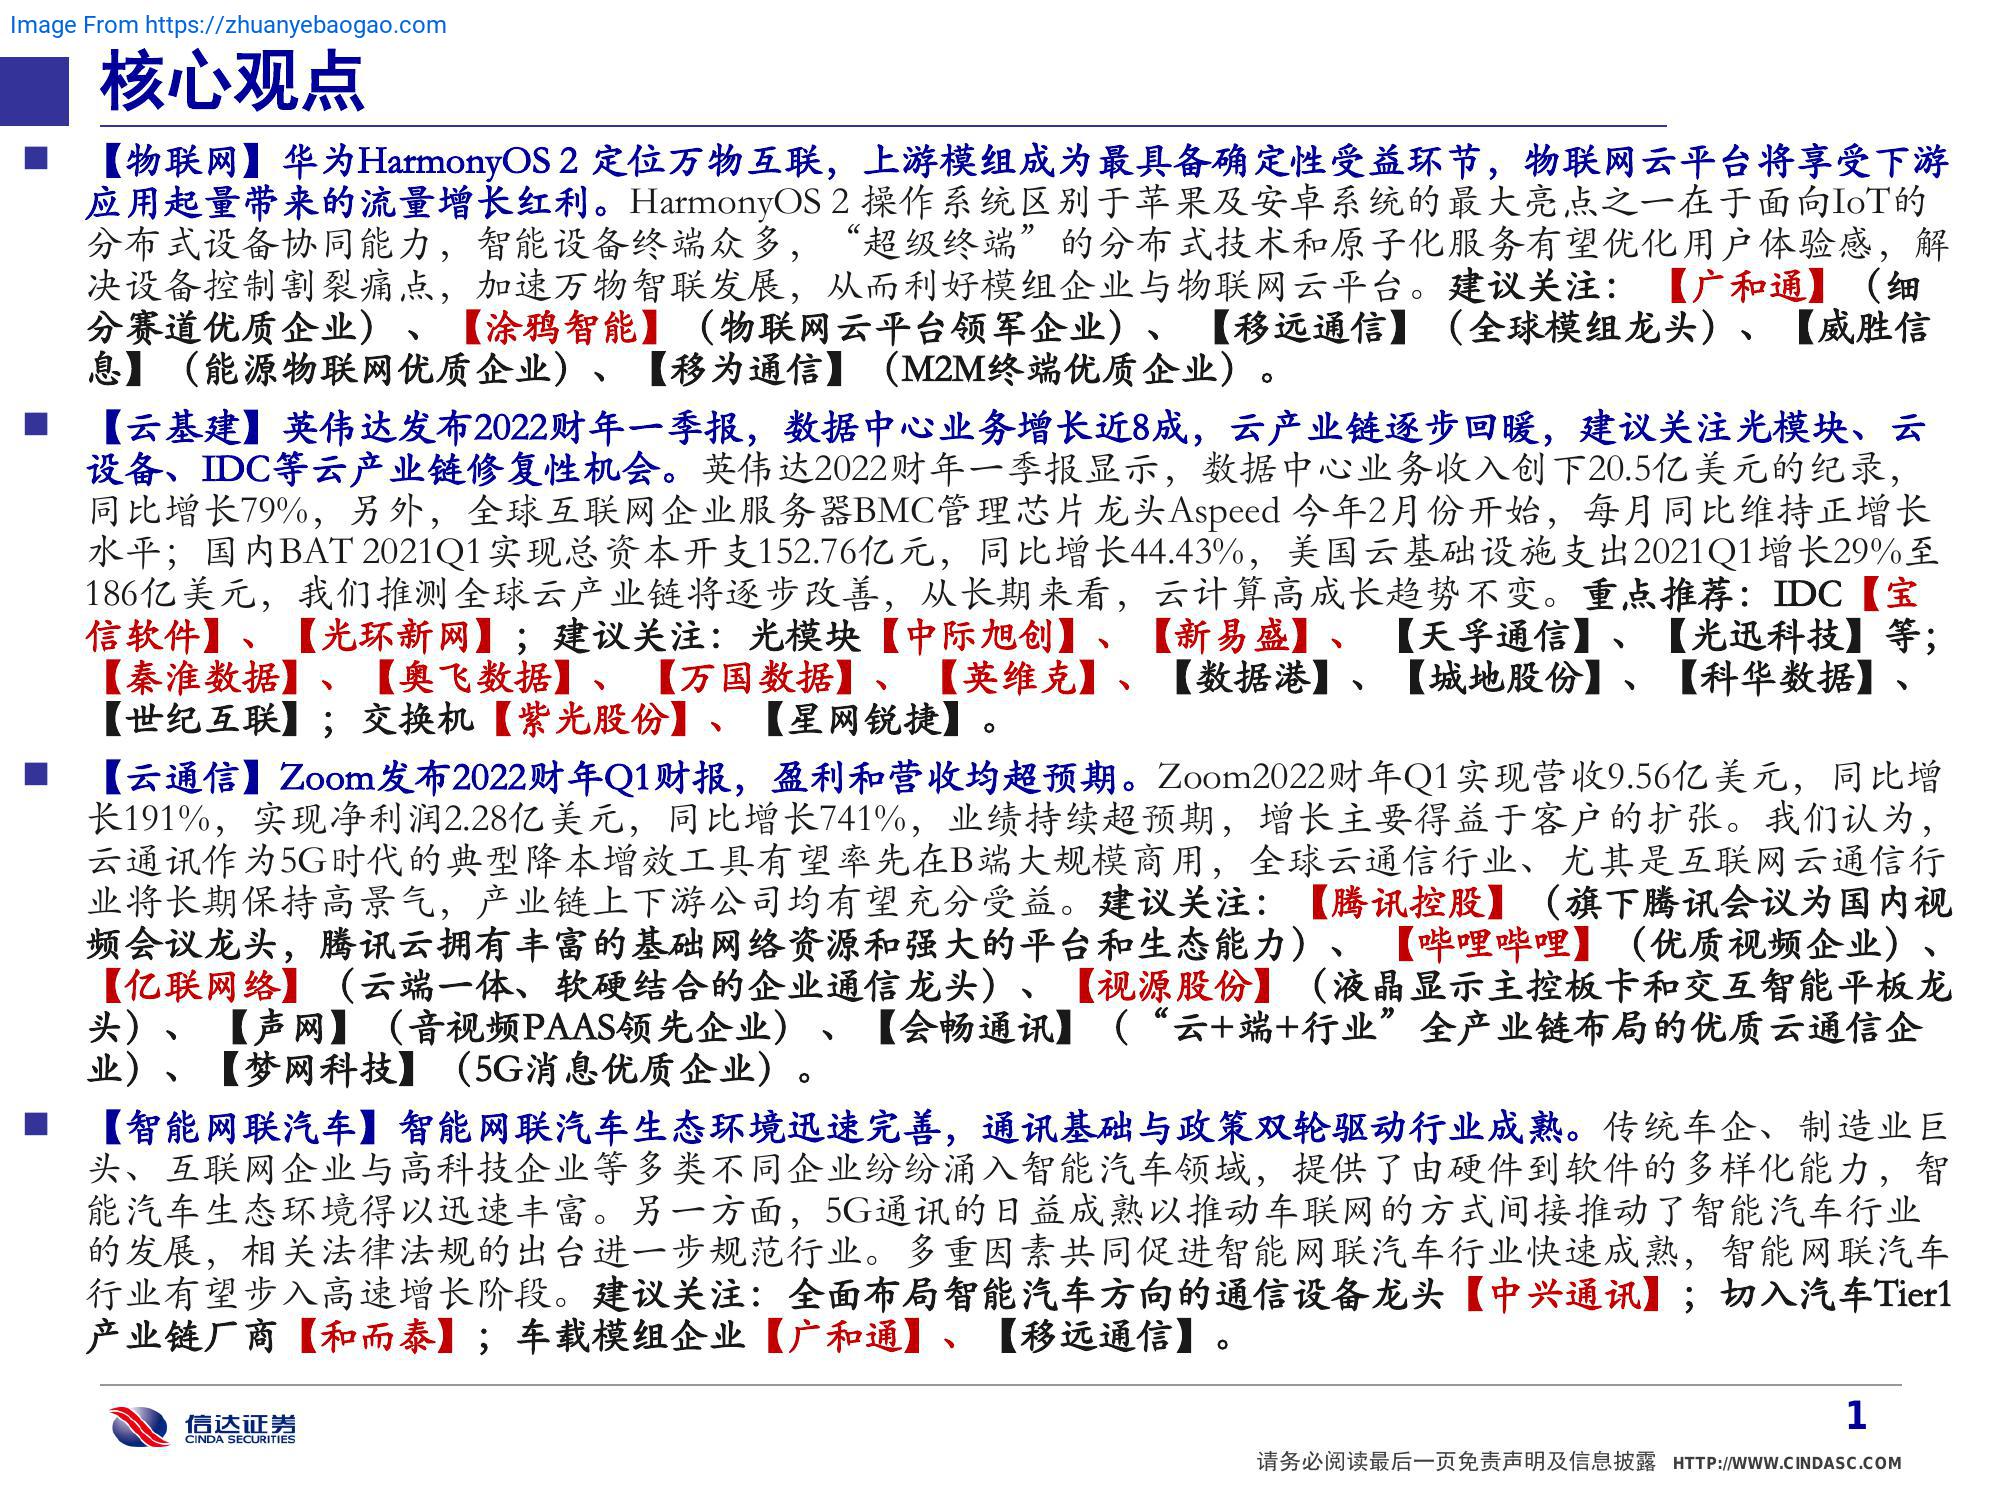 Image From https://zhuanyebaogao.com
核心观点
【物联网】华为HarmonyOS 2 定位万物互联，上游模组成为最具备确定性受益环节，物联网云平台将享受下游
应用起量带来的流量增长红利。HarmonyOS 2 操作系统区别于苹果及安卓系统的最大亮点之一在于面向IoT的
分布式设备协同能力，智能设备终端众多，“超级终端”的分布式技术和原子化服务有望优化用户体验感，解
决设备控制割裂痛点，加速万物智联发展，从而利好模组企业与物联网云平台。建议关注：【广和通】（细
分赛道优质企业）、【涂鸦智能】（物联网云平台领军企业）、【移远通信】（全球模组龙头）、【威胜信
息】（能源物联网优质企业）、【移为通信】（M2M终端优质企业）。
【云基建】英伟达发布2022财年一季报，数据中心业务增长近8成，云产业链逐步回暖，建议关注光模块、云
设备、IDC等云产业链修复性机会。英伟达2022财年一季报显示，数据中心业务收入创下20.5亿美元的纪录，
同比增长79%，另外，全球互联网企业服务器BMC管理芯片龙头Aspeed 今年2月份开始，每月同比维持正增长
水平；国内BAT 2021Q1实现总资本开支152.76亿元，同比增长44.43%，美国云基础设施支出2021Q1增长29%至
186亿美元，我们推测全球云产业链将逐步改善，从长期来看，云计算高成长趋势不变。重点推荐：IDC【宝
信软件】、【光环新网】；建议关注：光模块【中际旭创】、【新易盛】、【天孚通信】、【光迅科技】等；
【秦淮数据】、【奥飞数据】、【万国数据】、【英维克】、【数据港】、【城地股份】、【科华数据】、
【世纪互联】；交换机【紫光股份】、【星网锐捷】。
【云通信】Zoom发布2022财年Q1财报，盈利和营收均超预期。Zoom2022财年Q1实现营收9.56亿美元，同比增
长191%，实现净利润2.28亿美元，同比增长741%，业绩持续超预期，增长主要得益于客户的扩张。我们认为，
云通讯作为5G时代的典型降本增效工具有望率先在B端大规模商用，全球云通信行业、尤其是互联网云通信行
业将长期保持高景气，产业链上下游公司均有望充分受益。建议关注：【腾讯控股】（旗下腾讯会议为国内视
频会议龙头，腾讯云拥有丰富的基础网络资源和强大的平台和生态能力）、【哔哩哔哩】（优质视频企业）、
【亿联网络】（云端一体、软硬结合的企业通信龙头）、【视源股份】（液晶显示主控板卡和交互智能平板龙
头）、【声网】（音视频PAAS领先企业）、【会畅通讯】（“云+端+行业”全产业链布局的优质云通信企
业）、【梦网科技】（5G消息优质企业）。
【智能网联汽车】智能网联汽车生态环境迅速完善，通讯基础与政策双轮驱动行业成熟。传统车企、制造业巨
头、互联网企业与高科技企业等多类不同企业纷纷涌入智能汽车领域，提供了由硬件到软件的多样化能力，智
能汽车生态环境得以迅速丰富。另一方面，5G通讯的日益成熟以推动车联网的方式间接推动了智能汽车行业
的发展，相关法律法规的出台进一步规范行业。多重因素共同促进智能网联汽车行业快速成熟，智能网联汽车
行业有望步入高速增长阶段。建议关注：全面布局智能汽车方向的通信设备龙头【中兴通讯】；切入汽车Tier1
产业链厂商【和而泰】；车载模组企业【广和通】、【移远通信】。
信达证券
CINDA SECURITIES
1
请务必阅读最后一页免责声明及信息披露 HTTP://WWW.CINDASC.COM